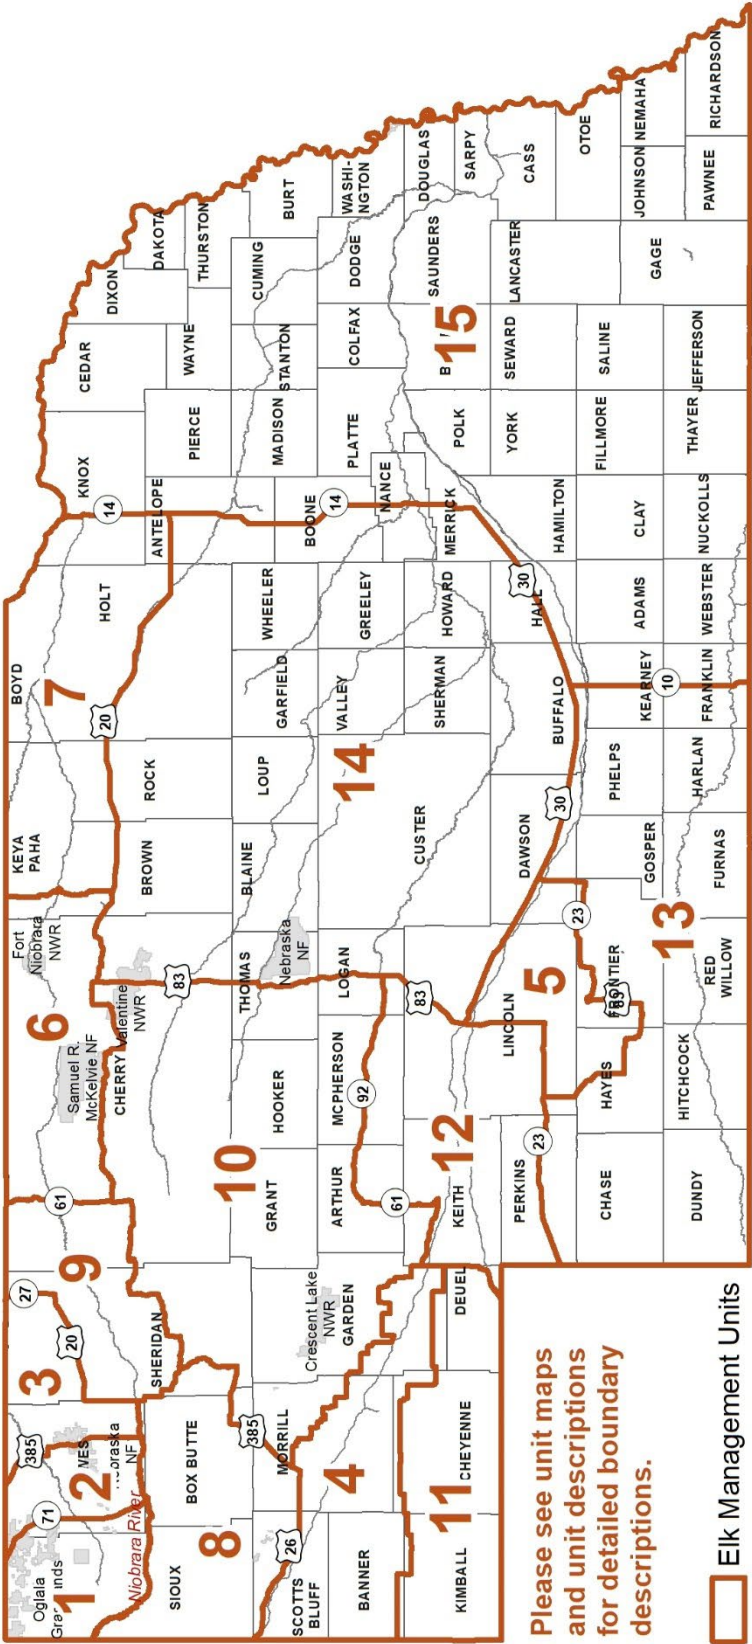 Oglala
1
71
2
385
NF
3
27
20
9
61
6
Samuel R.
McKelvie NF
Fort
Niobrara
NWR
KEYA
PAHA
BOYD
7
HOLT
20
KNOX
14
CEDAR
DIXON
DAKOTA
Niobrara River
SIOUX
8
BOX BUTTE
SHERIDAN
CHERRY
Valentine
NWR
83
BROWN
ROCK
ANTELOPE
PIERCE
WAYNE
THURSTON
SCOTTS
BLUFF
26
MORRILL
385
Crescent Lake
NWR
GARDEN
10
GRANT
HOOKER
THOMAS
Nebraska
NF
BLAINE
LOUP
GARFIELD
WHEELER
BOONE
14
MADISON
STANTON
CUMING
BURT
BANNER
4
ARTHUR
61
MCPHERSON
92
LOGAN
83
14
CUSTER
VALLEY
GREELEY
NANCE
PLATTE
COLFAX
DODGE
WASHI-
NGTON
KIMBALL
11
CHEYENNE
DEUEL
KEITH
12
LINCOLN
SHERMAN
HOWARD
MERRICK
POLK
15
SAUNDERS
DOUGLAS
SARPY
PERKINS
23
5
23
DAWSON
30
BUFFALO
HALL
30
HAMILTON
YORK
SEWARD
LANCASTER
CASS
CHASE
HAYES
FRONTIER
83
GOSPER
PHELPS
KEARNEY
10
ADAMS
CLAY
FILLMORE
SALINE
GAGE
OTOE
JOHNSON
NEMAHA
DUNDY
HITCHCOCK
RED
WILLOW
13
FURNAS
HARLAN
FRANKLIN
WEBSTER
NUCKOLLS
THAYER
JEFFERSON
PAWNEE
RICHARDSON
Please see unit maps
and unit descriptions
for detailed boundary
descriptions.
Elk Management Units